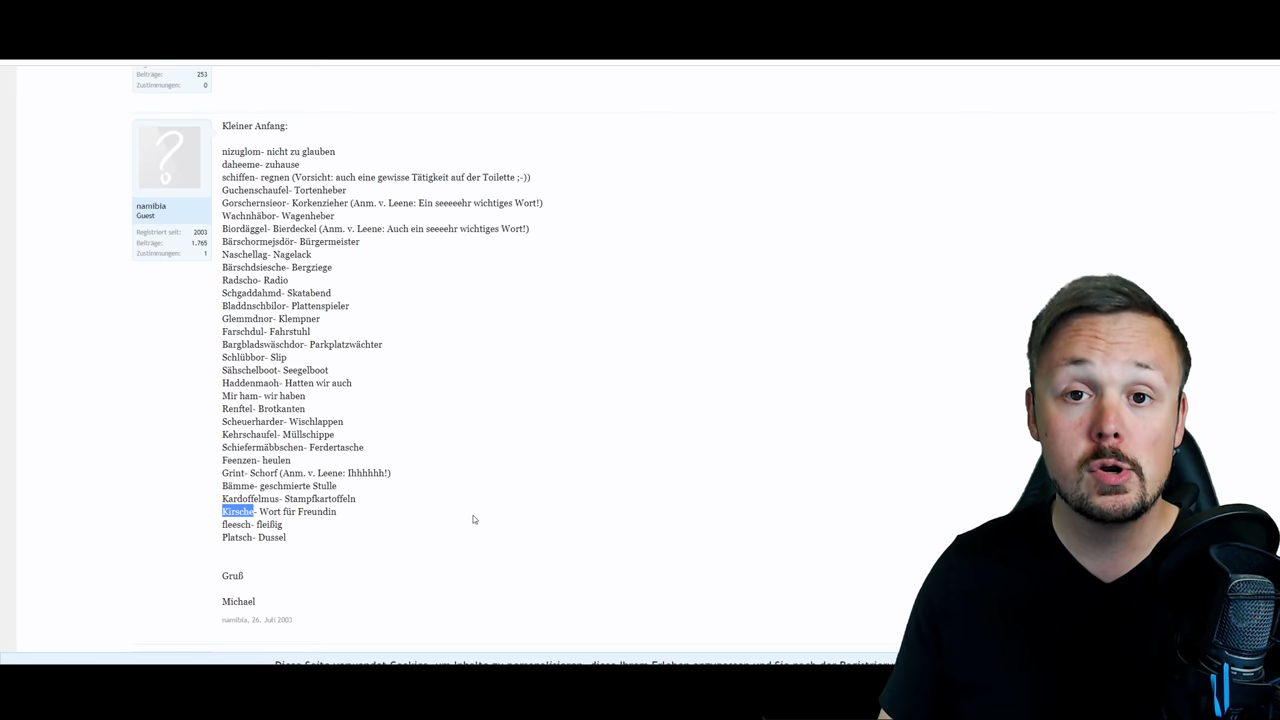 Beiträge: 253
Zustimmungen: 0
Kleiner Anfang:
nizuglom- nicht zu glauben
daheeme- zuhause
schiffen- regnen (Vorsicht: auch eine gewisse Tätigkeit auf der Toilette ;-))
Guchenschaufel- Tortenheber
Gorschernsieor- Korkenzieher (Anm. v. Leene: Ein seeeeehr wichtiges Wort!)
Wachnhäbor- Wagenheber
Biordäggel- Bierdeckel (Anm. v. Leene: Auch ein seeeehr wichtiges Wort!)
Bärschormejsdör- Bürgermeister
Naschellag- Nagelack
Bärschdsiesche- Bergziege
Radscho- Radio
Schgaddahmd- Skatabend
Bladdnschbilor- Plattenspieler
Glemmdnor- Klempner
Farschdul- Fahrstuhl
Bargbladswäschdor- Parkplatzwächter
Schlübbor- Slip
Sähschelboot- Seegelboot
Haddenmaoh- Hatten wir auch
Mir ham- wir haben
Renftel- Brotkanten
Scheuerharder- Wischlappen
Kehrschaufel- Müllschippe
Schiefermäbbschen- Ferdertasche
Feenzen- heulen
Grint- Schorf (Anm. v. Leene: Ihhhhhh!)
Bämme- geschmierte Stulle
Kardoffelmus- Stampfkartoffeln
Kirsche- Wort für Freundin
fleesch- fleißig
Platsch- Dussel
Gruß
Michael
namibia, 26. Juli 2003
namibia
Guest
Registriert seit: 2003
Beiträge: 1.765
Zustimmungen: 1